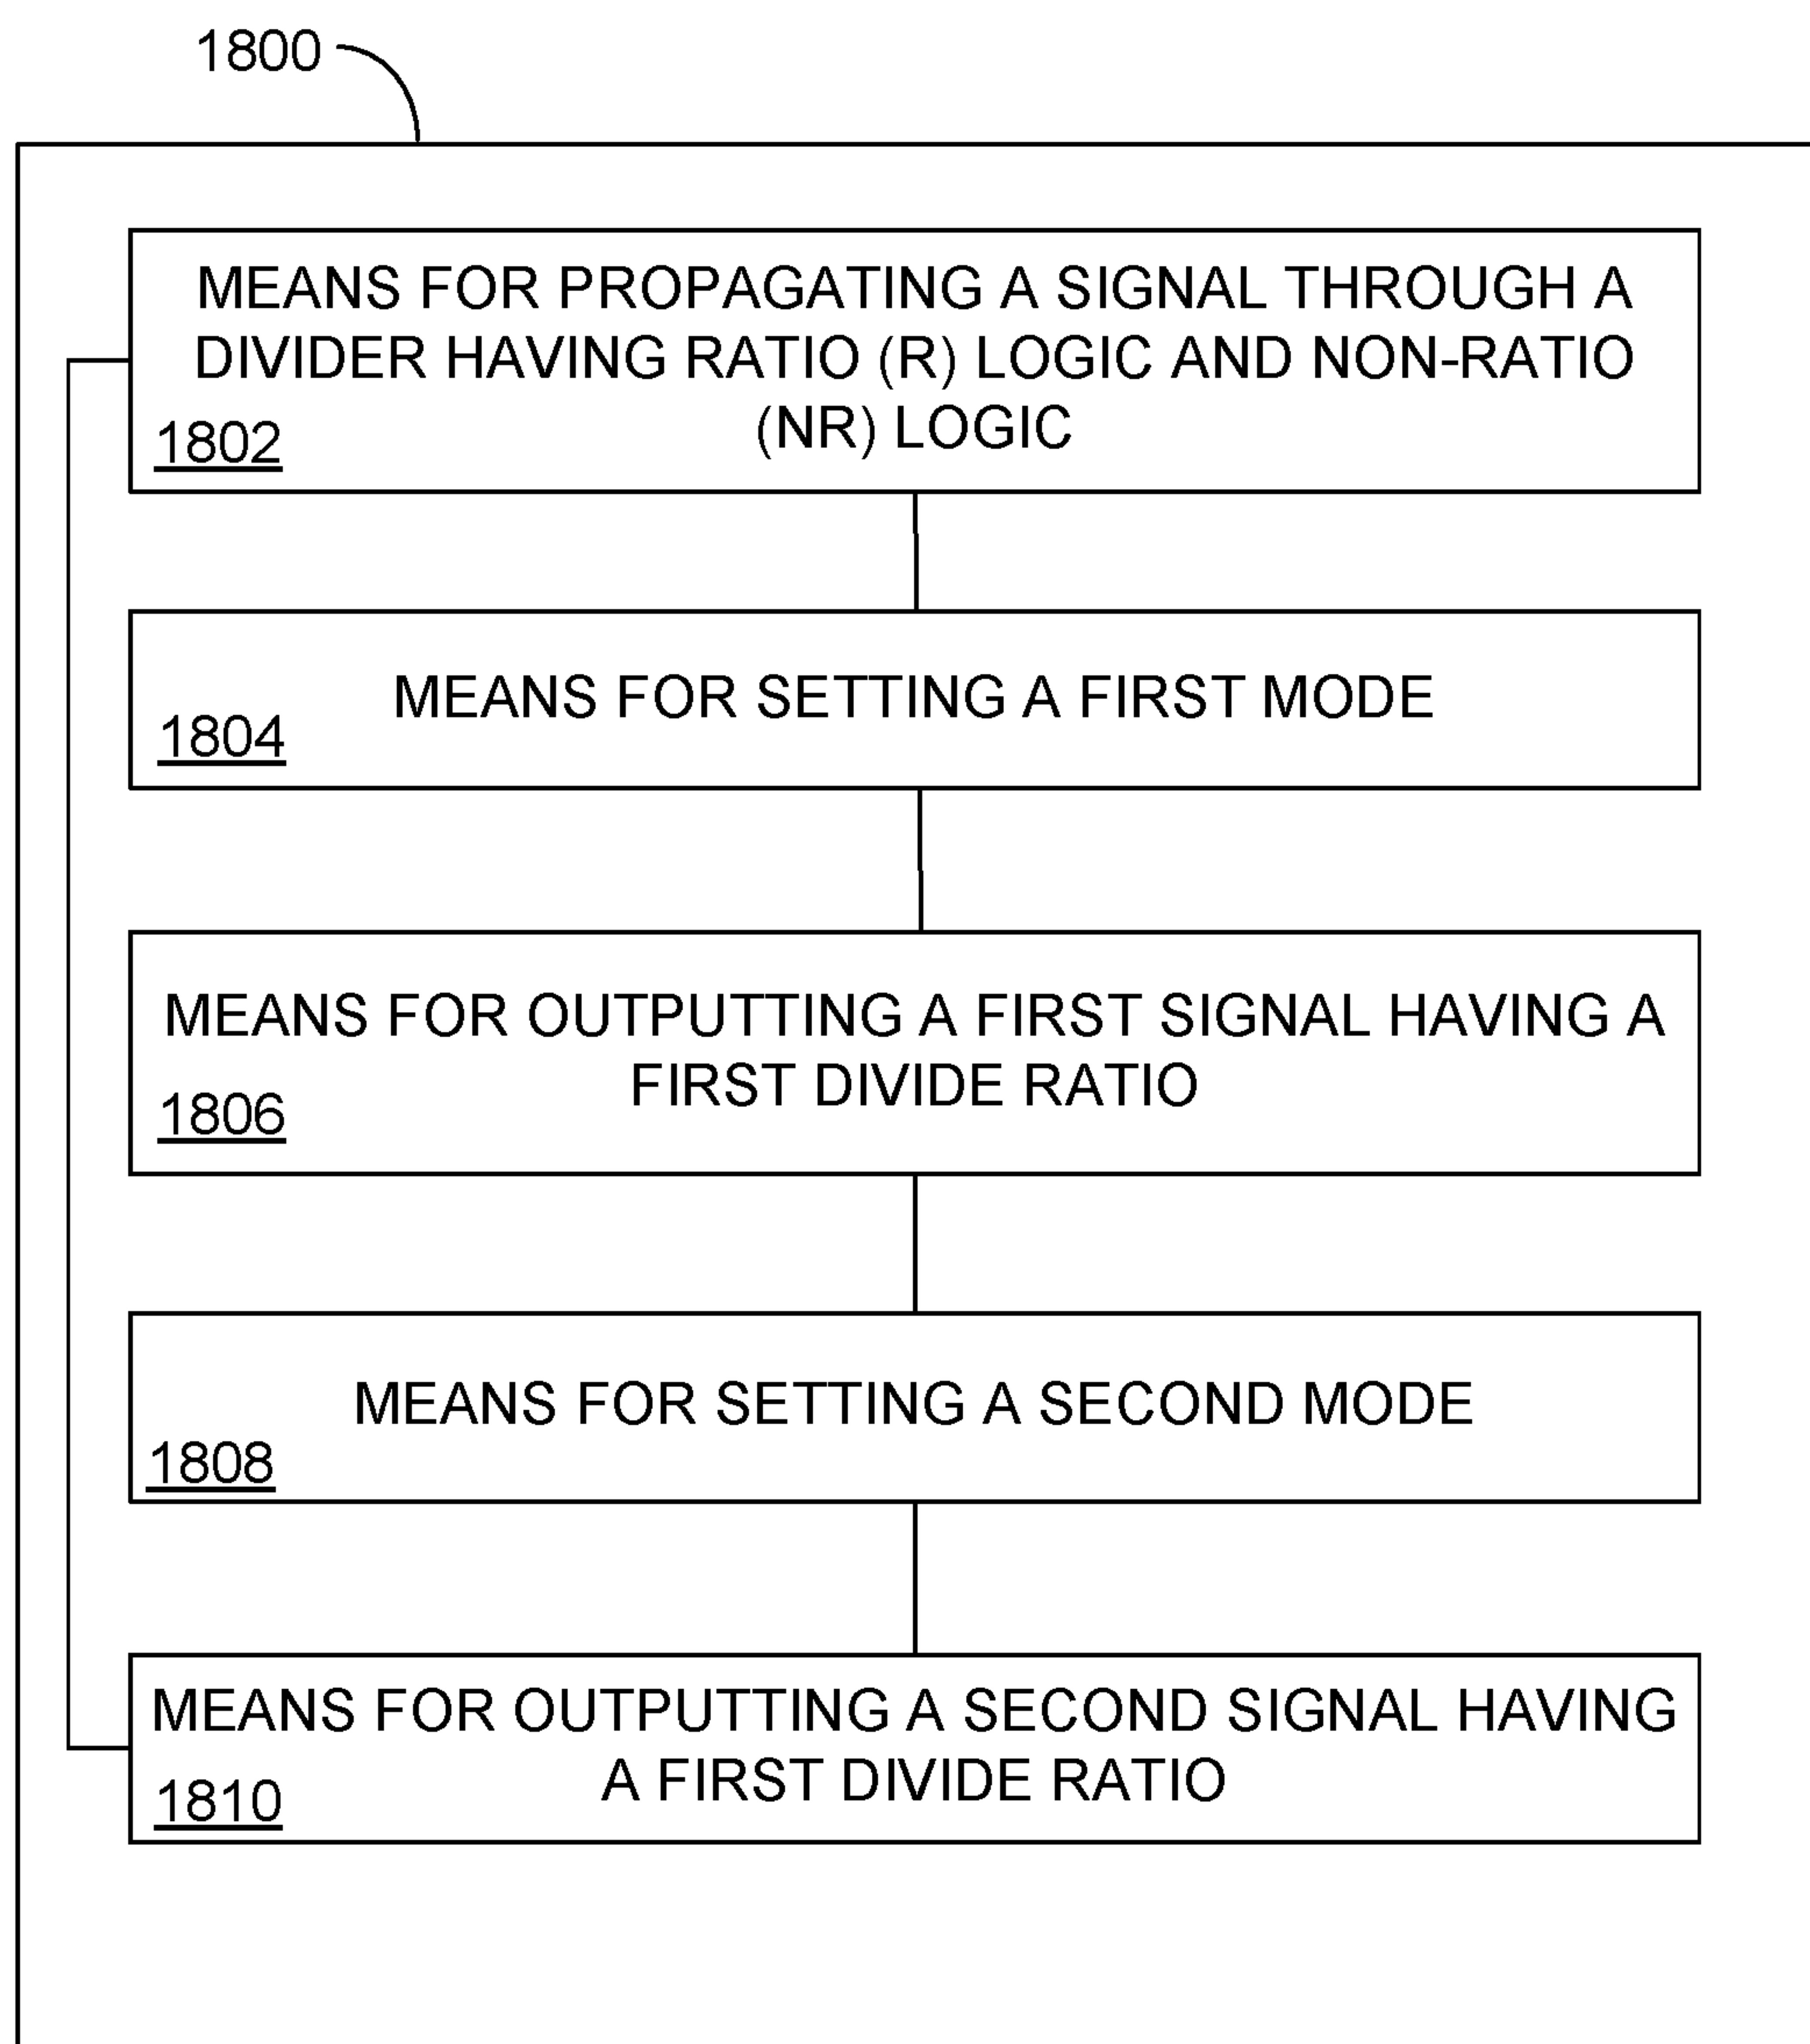 1800
MEANS FOR PROPAGATING A SIGNAL THROUGH A
DIVIDER HAVING RATIO (R) LOGIC AND NON-RATIO
(NR) LOGIC
1802
MEANS FOR SETTING A FIRST MODE
1804
MEANS FOR OUTPUTTING A FIRST SIGNAL HAVING A
FIRST DIVIDE RATIO
1806
MEANS FOR SETTING A SECOND MODE
1808
MEANS FOR OUTPUTTING A SECOND SIGNAL HAVING
A FIRST DIVIDE RATIO
1810